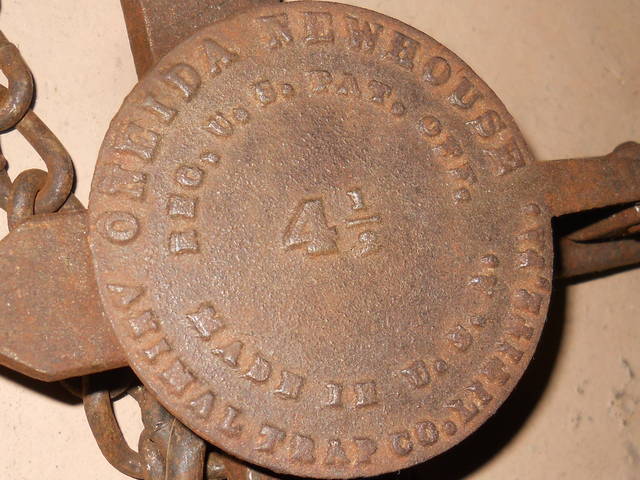 ONEIDA NEWHOUSE
REG. U.S. PAT. OFF.
4½
MADE IN U.S.A.
ANIMAL TRAP CO. LITITZ, PA.